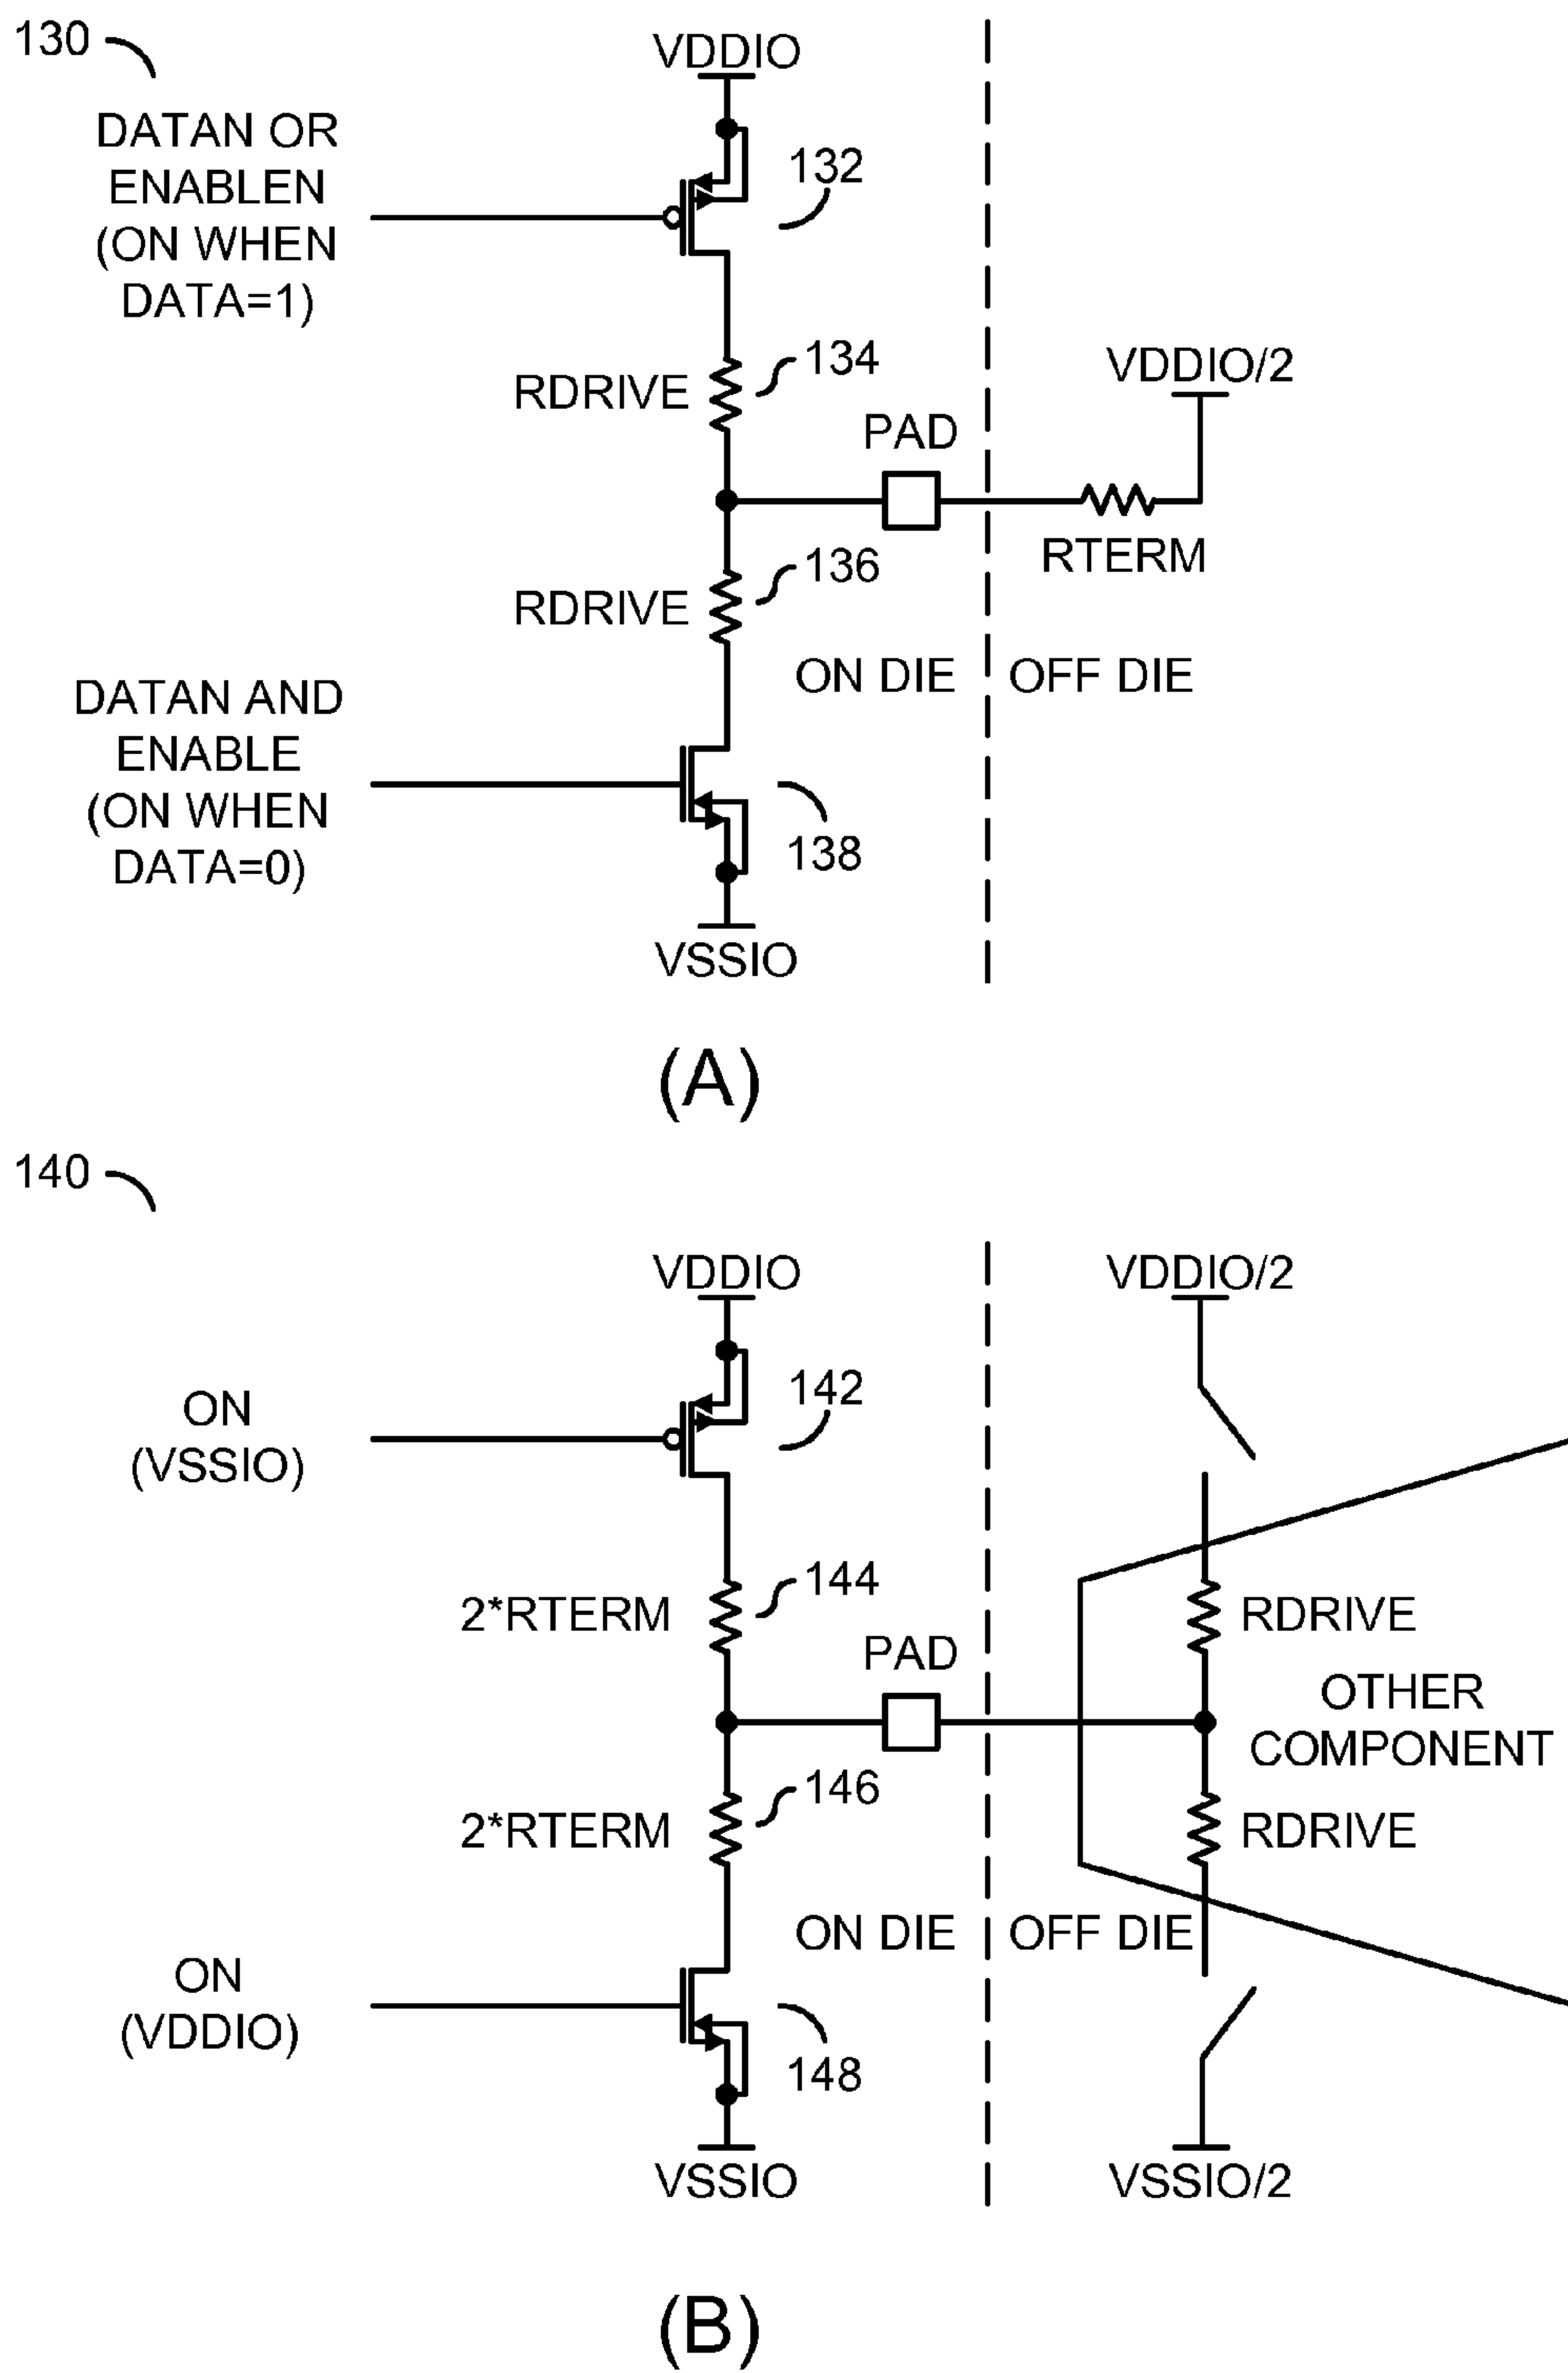 130
VDDIO
DATAN OR
ENABLEN
(ON WHEN
DATA=1)
132
134
RDRIVE
VDDIO/2
PAD
RTERM
136
RDRIVE
ON DIE
OFF DIE
DATAN AND
ENABLE
(ON WHEN
DATA=0)
138
VSSIO
(A)
140
VDDIO
VDDIO/2
142
ON
(VSSIO)
144
2*RTERM
RDRIVE
PAD
OTHER
COMPONENT
146
2*RTERM
RDRIVE
ON DIE
OFF DIE
ON
(VDDIO)
148
VSSIO
VSSIO/2
(B)